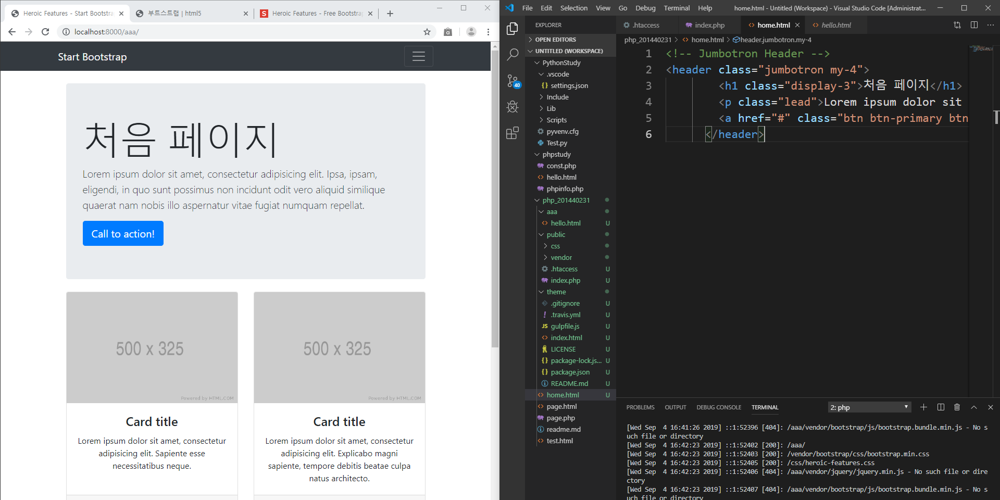 Heroic Features - Start Bootstra
부트스트랩 | html5
Heroic Features - Free Bootstra
localhost:8000/aaa/
Start Bootstrap
처음 페이지
Lorem ipsum dolor sit amet, consectetur adipisicing elit. Ipsa, ipsam,
eligendi, in quo sunt possimus non incidunt odit vero aliquid similique
quaerat nam nobis illo aspernatur vitae fugiat numquam repellat.
Call to action!
500 x 325
Powered by HTML.COM
Card title
Lorem ipsum dolor sit amet, consectetur
adipisicing elit. Sapiente esse
necessitatibus neque.
500 x 325
Powered by HTML.COM
Card title
Lorem ipsum dolor sit amet, consectetur
adipisicing elit. Explicabo magni
sapiente, tempore debitis beatae culpa
natus architecto.
File Edit Selection View Go Debug Terminal Help
home.html - Untitled (Workspace) - Visual Studio Code [Administrat...
EXPLORER
OPEN EDITORS
UNTITLED (WORKSPACE)
PythonStudy
.vscode
{} settings.json
Include
Lib
Scripts
pyvenv.cfg
Test.py
phpstudy
const.php
<> hello.html
phpinfo.php
php_201440231
aaa
<> hello.html U
public
css
vendor
.htaccess U
index.php U
theme
.gitignore U
! .travis.yml U
JS gulpfile.js U
<> index.html U
LICENSE U
{} package-lock.js... U
{} package.json U
README.md U
<> home.html U
<> page.html
page.php
readme.md
<> test.html
40
.htaccess
index.php
<> home.html
<> hello.html
php_201440231 > <> home.html > header.jumbotron.my-4
1 <!-- Jumbotron Header -->
2 <header class="jumbotron my-4">
3 <h1 class="display-3">처음 페이지</h1>
4 <p class="lead">Lorem ipsum dolor sit
5 <a href="#" class="btn btn-primary btn
6 </header>
PROBLEMS OUTPUT DEBUG CONSOLE TERMINAL
2: php
[Wed Sep  4 16:41:26 2019] ::1:52396 [404]: /aaa/vendor/bootstrap/js/bootstrap.bundle.min.js - No s
uch file or directory
[Wed Sep  4 16:42:23 2019] ::1:52402 [200]: /aaa/
[Wed Sep  4 16:42:23 2019] ::1:52403 [200]: /vendor/bootstrap/css/bootstrap.min.css
[Wed Sep  4 16:42:23 2019] ::1:52405 [200]: /css/heroic-features.css
[Wed Sep  4 16:42:23 2019] ::1:52406 [404]: /aaa/vendor/jquery/jquery.min.js - No such file or dire
ctory
[Wed Sep  4 16:42:23 2019] ::1:52407 [404]: /aaa/vendor/bootstrap/js/bootstrap.bundle.min.js - No s
uch file or directory